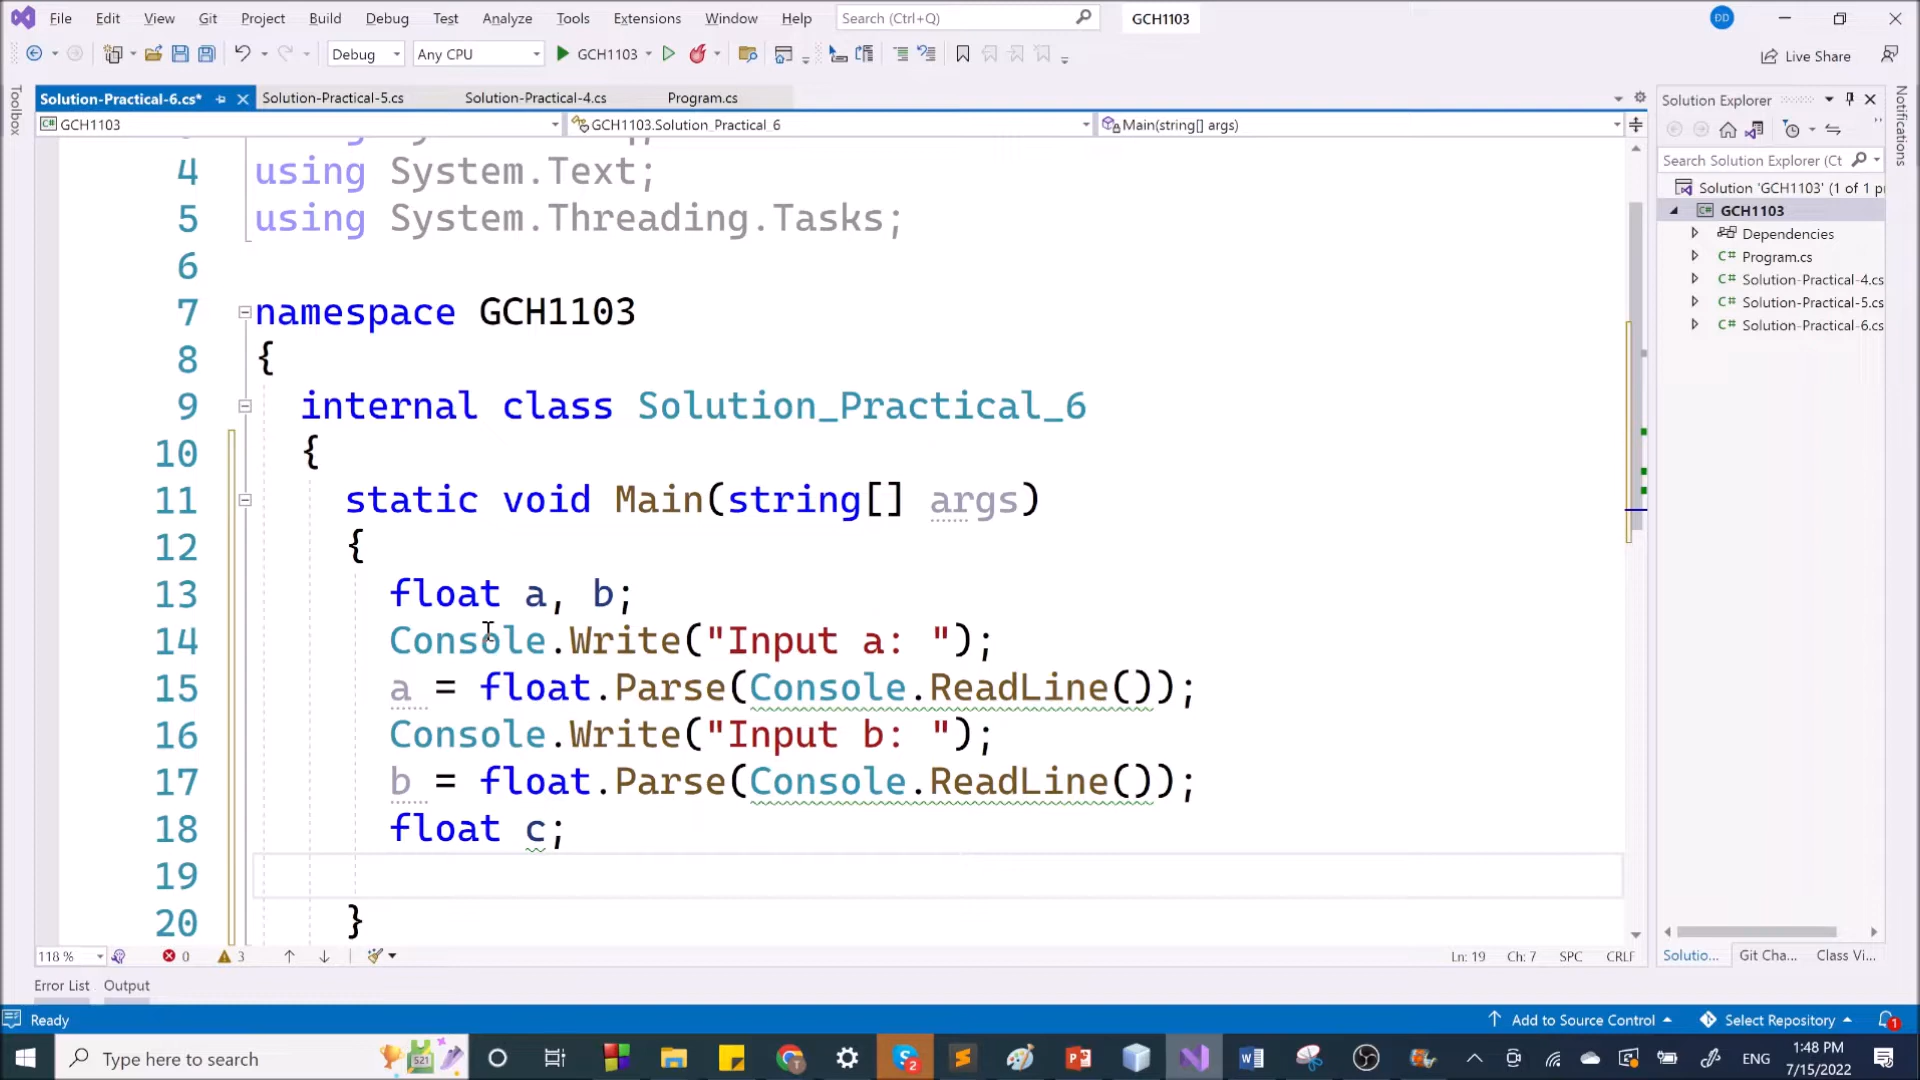 File Edit View Git Project Build Debug Test Analyze Tools Extensions Window Help Search (Ctrl+Q) GCH1103 DD
Debug Any CPU GCH1103 Live Share
Solution-Practical-6.cs* Solution-Practical-5.cs Solution-Practical-4.cs Program.cs
GCH1103 GCH1103.Solution_Practical_6 Main(string[] args)
Toolbox
4 using System.Text;
5 using System.Threading.Tasks;
6
7 namespace GCH1103
8 {
9 internal class Solution_Practical_6
10 {
11 static void Main(string[] args)
12 {
13 float a, b;
14 Console.Write("Input a: ");
15 a = float.Parse(Console.ReadLine());
16 Console.Write("Input b: ");
17 b = float.Parse(Console.ReadLine());
18 float c;
19
20 }
118 % 0 3 Ln: 19 Ch: 7 SPC CRLF
Error List Output
Solution Explorer
Search Solution Explorer (Ct
Solution 'GCH1103' (1 of 1 pr
GCH1103
Dependencies
Program.cs
Solution-Practical-4.cs
Solution-Practical-5.cs
Solution-Practical-6.cs
Solutio... Git Cha... Class Vi...
Notifications
Ready Add to Source Control Select Repository 1
Type here to search 521 2 ENG 1:48 PM
7/15/2022